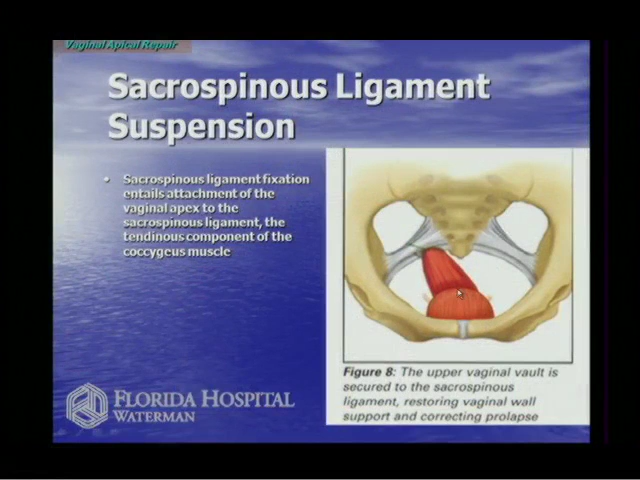 Vaginal Apical Repair
Sacrospinous Ligament
Suspension
• Sacrospinous ligament fixation
entails attachment of the
vaginal apex to the
sacrospinous ligament, the
tendinous component of the
coccygeus muscle
Figure 8: The upper vaginal vault is
secured to the sacrospinous
ligament, restoring vaginal wall
support and correcting prolapse
FLORIDA HOSPITAL
WATERMAN